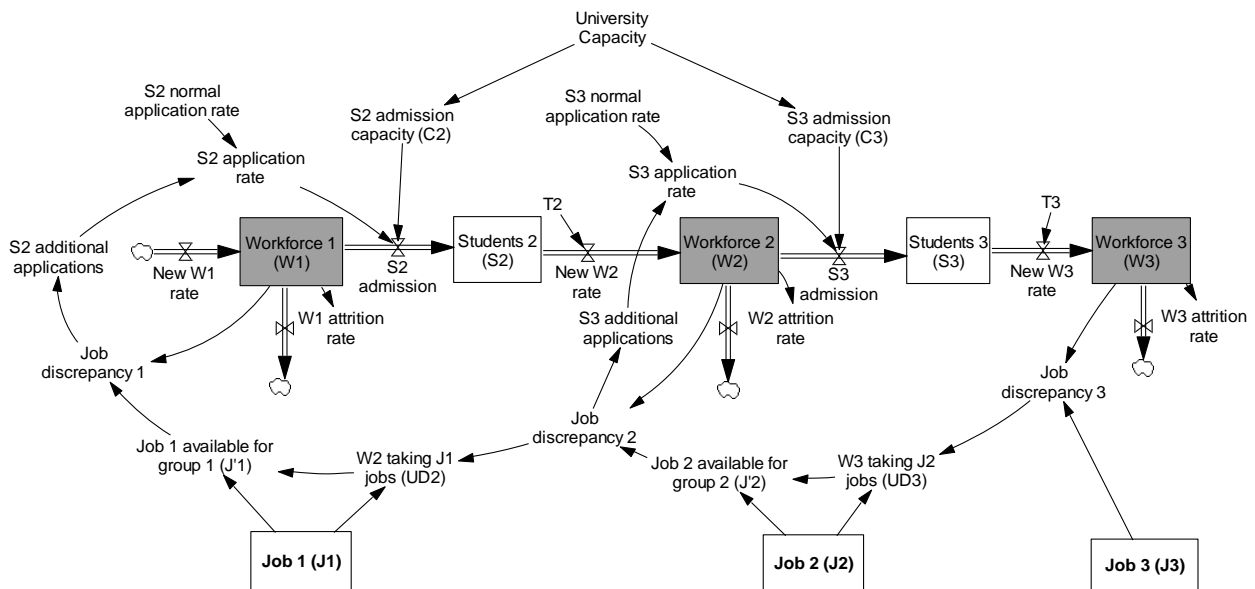 University
Capacity
S2 normal
application rate
S2 admission
capacity (C2)
S3 normal
application rate
S3 admission
capacity (C3)
S2 application
rate
S3 application
rate
S2 additional
applications
New W1
rate
Workforce 1
(W1)
S2
admission
Students 2
(S2)
T2
New W2
rate
Workforce 2
(W2)
S3
admission
Students 3
(S3)
T3
New W3
rate
Workforce 3
(W3)
W1 attrition
rate
S3 additional
applications
W2 attrition
rate
W3 attrition
rate
Job
discrepancy 1
Job
discrepancy 2
Job
discrepancy 3
Job 1 available for
group 1 (J'1)
W2 taking J1
jobs (UD2)
Job 2 available for
group 2 (J'2)
W3 taking J2
jobs (UD3)
Job 1 (J1)
Job 2 (J2)
Job 3 (J3)